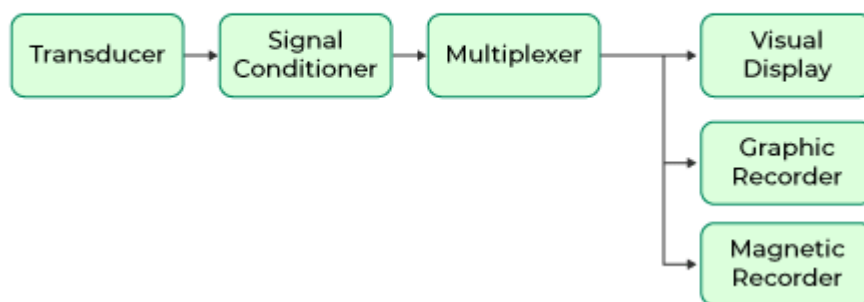 Transducer
Signal
Conditioner
Multiplexer
Visual
Display
Graphic
Recorder
Magnetic
Recorder